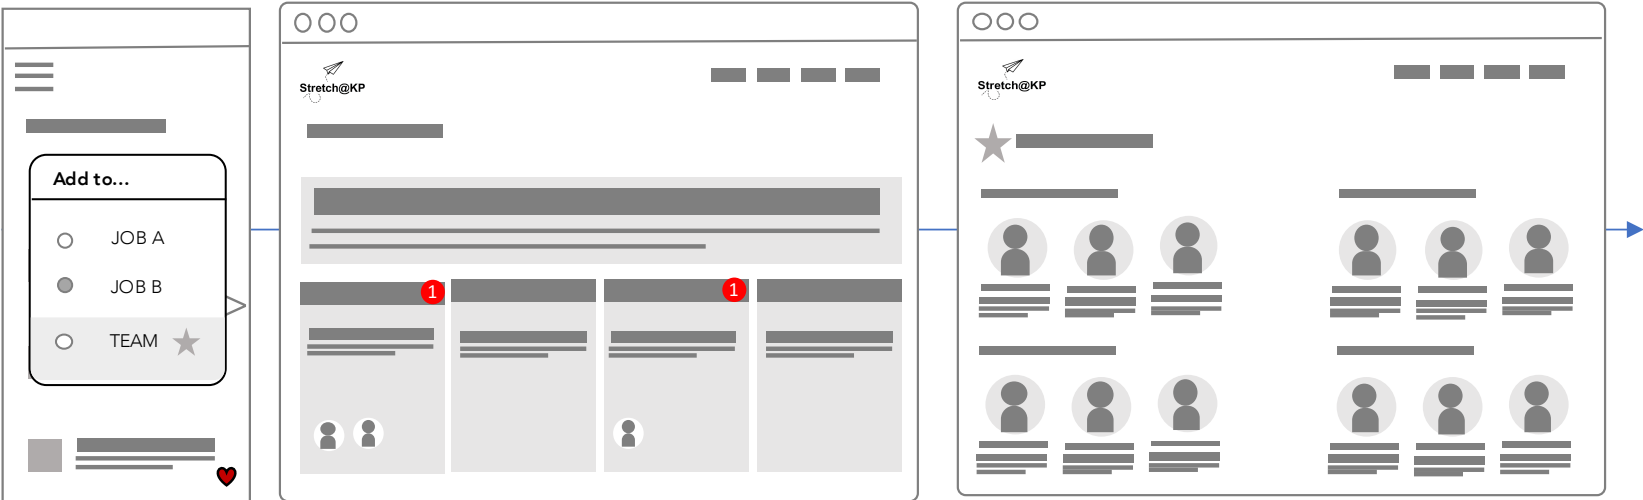 Add to...
JOB A
JOB B
TEAM
Stretch@KP
1
1
Stretch@KP